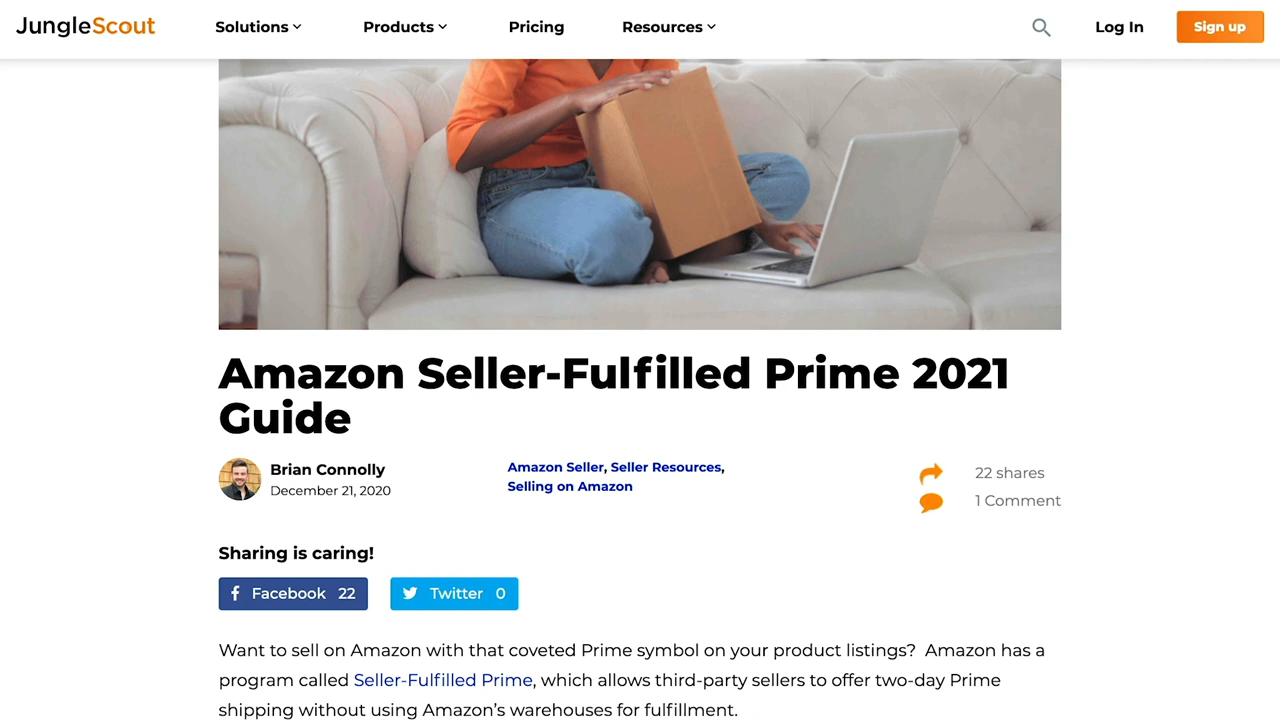 JungleScout Solutions Products Pricing Resources Log In Sign up
Amazon Seller-Fulfilled Prime 2021
Guide
Brian Connolly
December 21, 2020
Amazon Seller, Seller Resources,
Selling on Amazon
22 shares
1 Comment
Sharing is caring!
Facebook 22 Twitter 0
Want to sell on Amazon with that coveted Prime symbol on your product listings? Amazon has a
program called Seller-Fulfilled Prime, which allows third-party sellers to offer two-day Prime
shipping without using Amazon's warehouses for fulfillment.